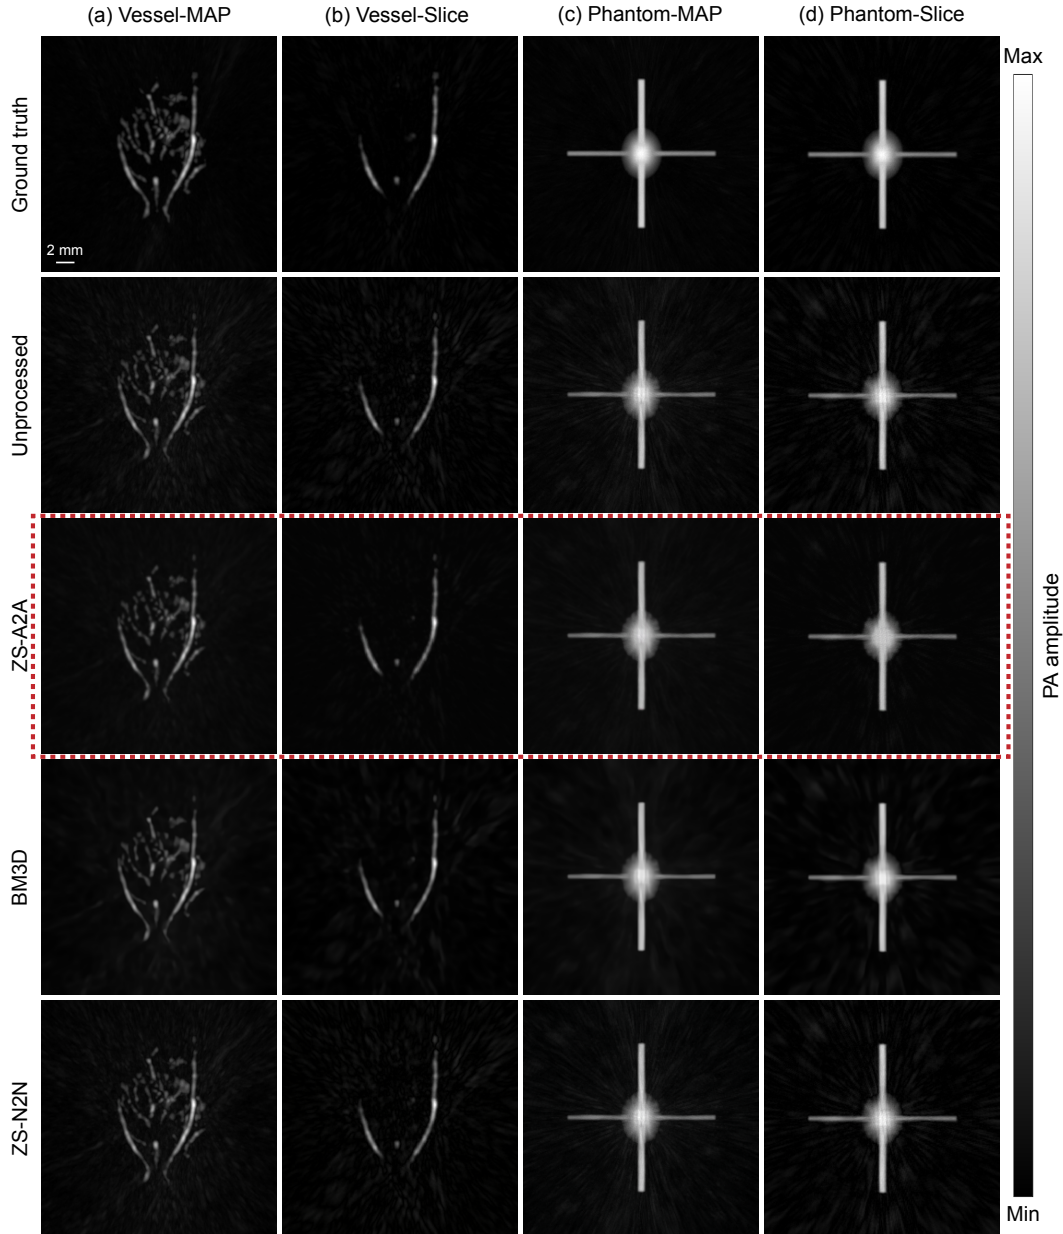 (a) Vessel-MAP
(b) Vessel-Slice
(c) Phantom-MAP
(d) Phantom-Slice
Max
Ground truth
2 mm
Unprocessed
ZS-A2A
PA amplitude
BM3D
ZS-N2N
Min